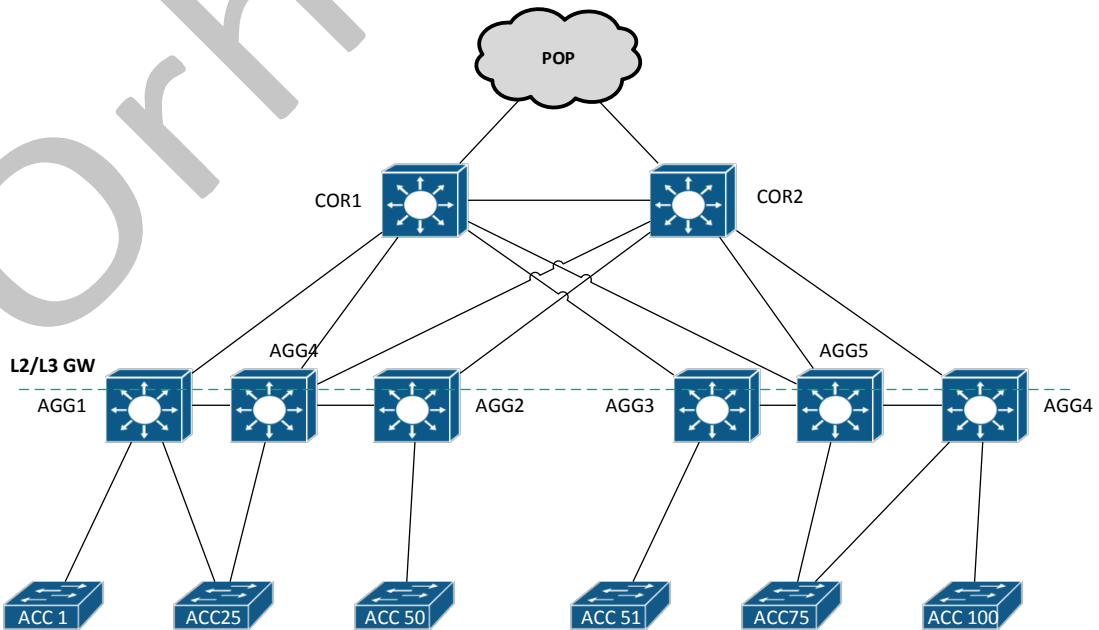 POP
COR1
COR2
AGG4
AGG5
L2/L3 GW
AGG1
AGG2
AGG3
AGG4
ACC 1
ACC25
ACC 50
ACC 51
ACC75
ACC 100